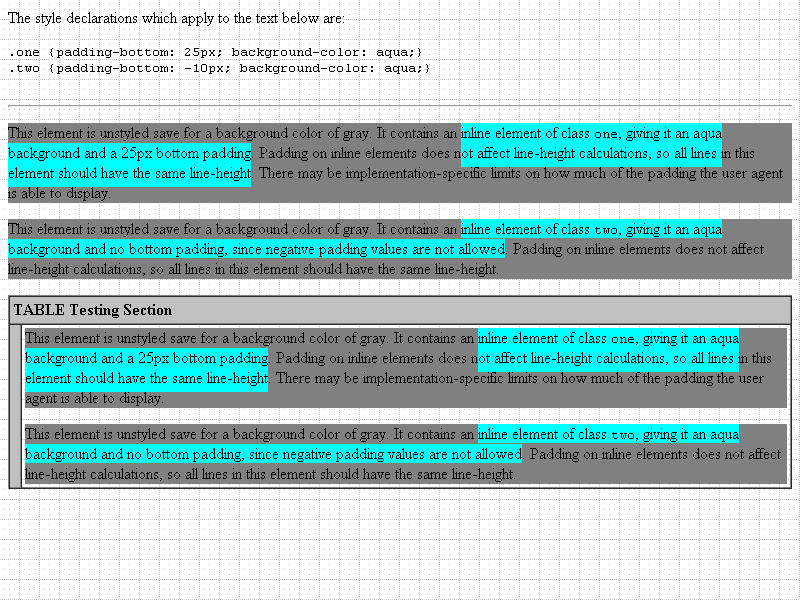 The style declarations which apply to the text below are:
.one {padding-bottom: 25px; background-color: aqua;}
.two {padding-bottom: -10px; background-color: aqua;}
This element is unstyled save for a background color of gray. It contains an inline element of class one, giving it an aqua
background and a 25px bottom padding. Padding on inline elements does not affect line-height calculations, so all lines in this
element should have the same line-height. There may be implementation-specific limits on how much of the padding the user agent
is able to display.
This element is unstyled save for a background color of gray. It contains an inline element of class two, giving it an aqua
background and no bottom padding, since negative padding values are not allowed. Padding on inline elements does not affect
line-height calculations, so all lines in this element should have the same line-height.
TABLE Testing Section
This element is unstyled save for a background color of gray. It contains an inline element of class one, giving it an aqua
background and a 25px bottom padding. Padding on inline elements does not affect line-height calculations, so all lines in this
element should have the same line-height. There may be implementation-specific limits on how much of the padding the user
agent is able to display.
This element is unstyled save for a background color of gray. It contains an inline element of class two, giving it an aqua
background and no bottom padding, since negative padding values are not allowed. Padding on inline elements does not affect
line-height calculations, so all lines in this element should have the same line-height.